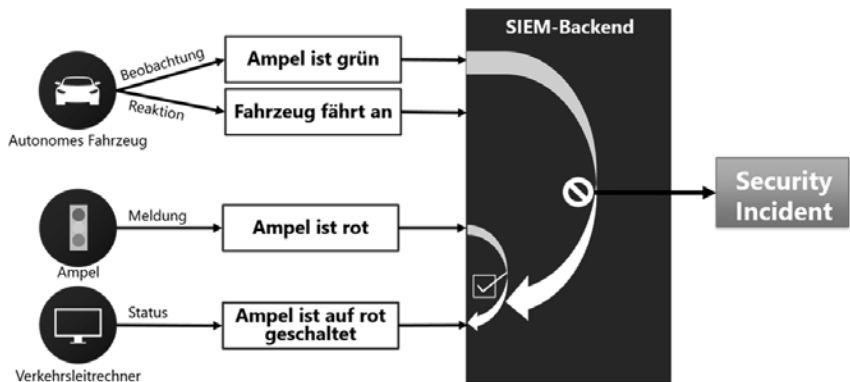 SIEM-Backend
Beobachtung
Ampel ist grün
Reaktion
Fahrzeug fährt an
Autonomes Fahrzeug
Security
Incident
Meldung
Ampel ist rot
Ampel
Status
Ampel ist auf rot
geschaltet
Verkehrsleitrechner